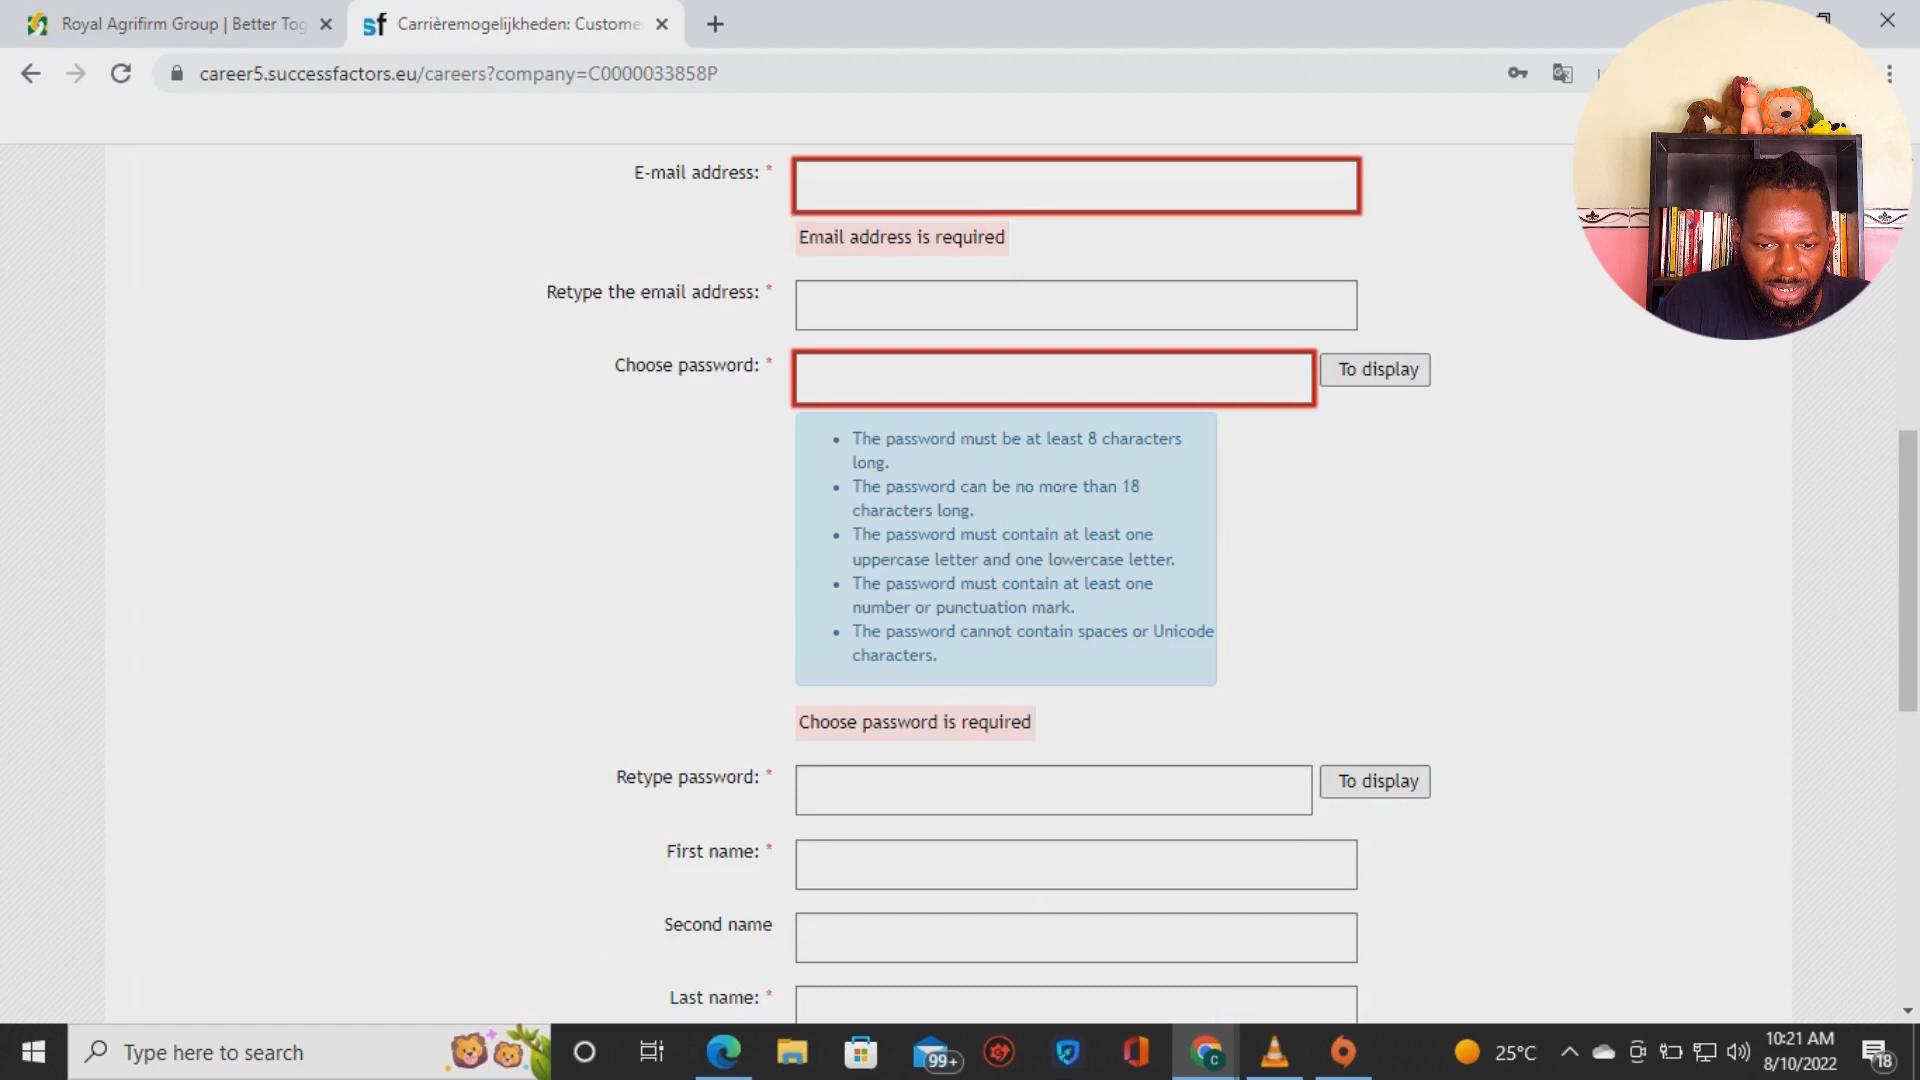 Royal Agrifirm Group | Better Tog
Carrièremogelijkheden: Custome
career5.successfactors.eu/careers?company=C0000033858P
E-mail address: *
Email address is required
Retype the email address: *
Choose password: *
To display
• The password must be at least 8 characters
long.
• The password can be no more than 18
characters long.
• The password must contain at least one
uppercase letter and one lowercase letter.
• The password must contain at least one
number or punctuation mark.
• The password cannot contain spaces or Unicode
characters.
Choose password is required
Retype password: *
To display
First name: *
Second name
Last name: *
Type here to search
99+
25°C
10:21 AM
8/10/2022
18